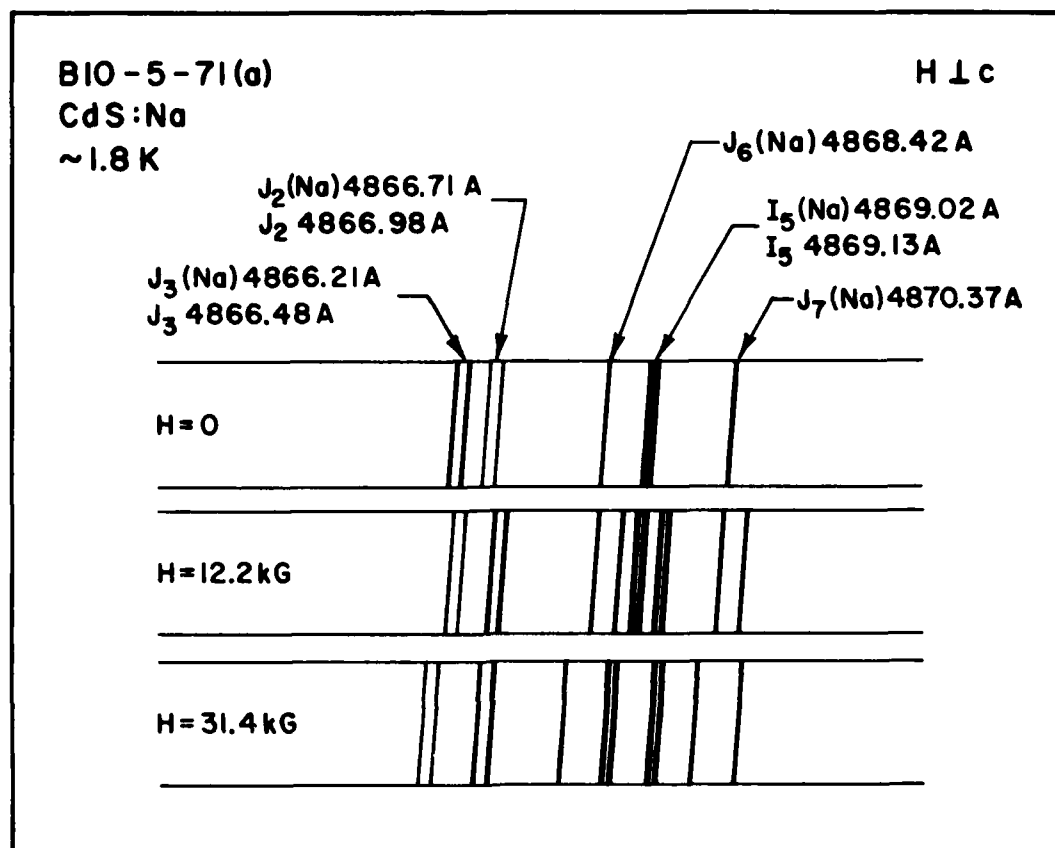 B10-5-71(a)
CdS:Na
~1.8 K
H ⊥ c
J₆(Na) 4868.42 A
J₂(Na) 4866.71 A
J₂ 4866.98 A
I₅(Na) 4869.02 A
I₅ 4869.13 A
J₃(Na) 4866.21 A
J₃ 4866.48 A
J₇(Na) 4870.37 A
H=0
H=12.2 kG
H=31.4 kG